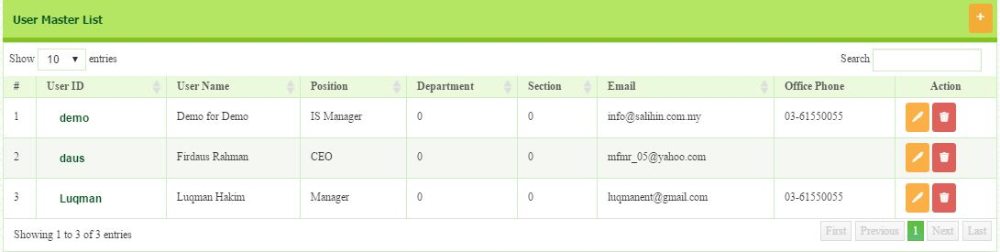 User Master List +
Show 10 entries Search
# User ID User Name Position Department Section Email Office Phone Action
1 demo Demo for Demo IS Manager 0 0 info@salihin.com.my 03-61550055
2 daus Firdaus Rahman CEO 0 0 mfmr_05@yahoo.com
3 Luqman Luqman Hakim Manager 0 0 luqmanent@gmail.com 03-61550055
Showing 1 to 3 of 3 entries First Previous 1 Next Last